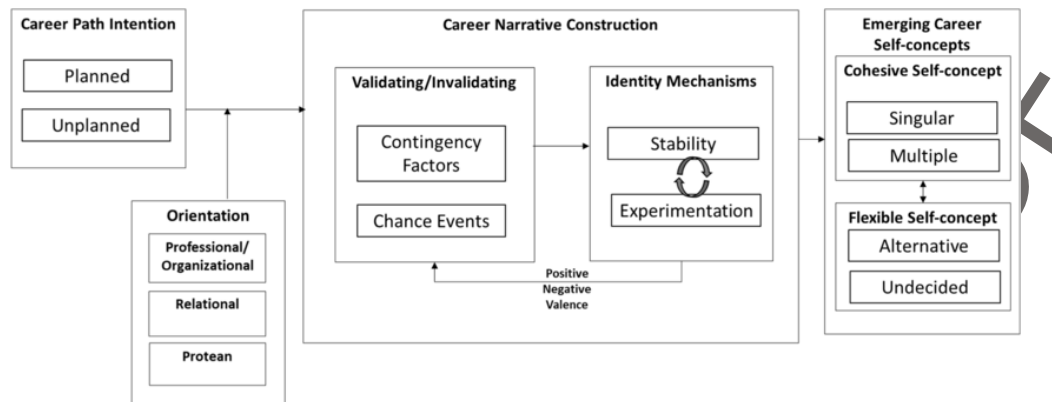 Career Path Intention
Planned
Unplanned
Orientation
Professional/
Organizational
Relational
Protean
Career Narrative Construction
Validating/Invalidating
Contingency
Factors
Chance Events
Identity Mechanisms
Stability
Experimentation
Positive
Negative
Valence
Emerging Career
Self-concepts
Cohesive Self-concept
Singular
Multiple
Flexible Self-concept
Alternative
Undecided